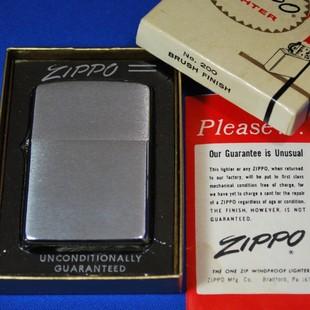 ZIPPO
LIGHTER
No. 200
BRUSH FINISH
ZIPPO
UNCONDITIONALLY
GUARANTEED
Please...
Our Guarantee is Unusual
This lighter or any ZIPPO, when returned
to our factory, will be put in first class
mechanical condition free of charge, for
we have yet to charge a cent for the repair
of a ZIPPO regardless of age or condition.
THE FINISH, HOWEVER, IS NOT
GUARANTEED.
ZIPPO
THE ONE ZIP WINDPROOF LIGHTER
ZIPPO Mfg. Co. Bradford, Pa